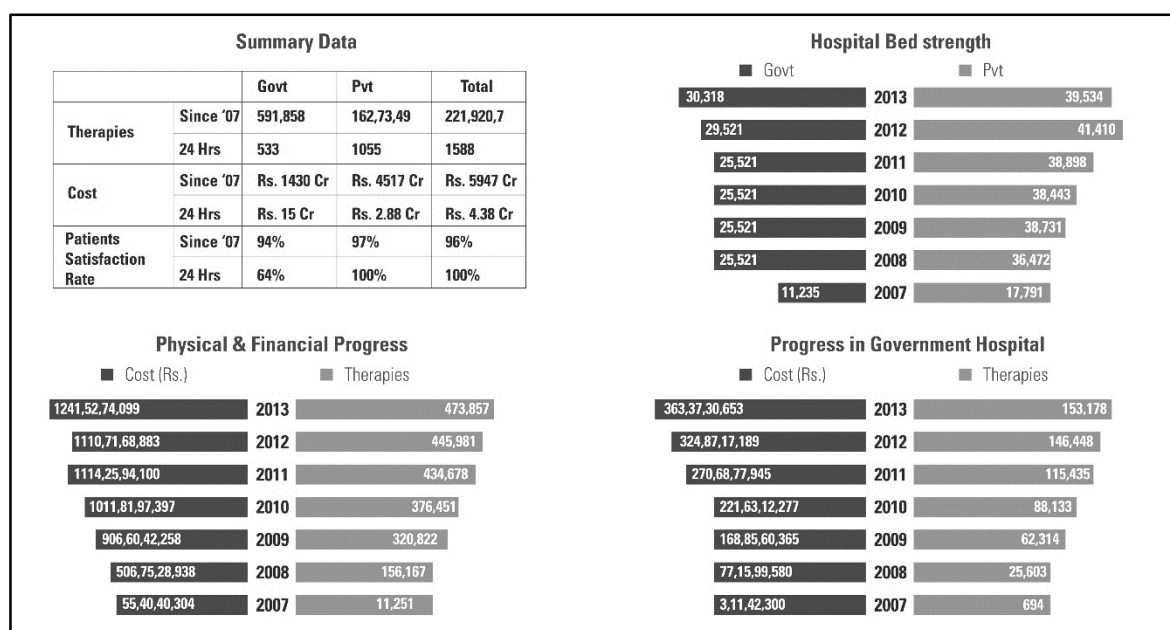 Summary Data
Govt Pvt Total
Therapies Since ‘07 591,858 162,73,49 221,920,7
24 Hrs 533 1055 1588
Cost Since ‘07 Rs. 1430 Cr Rs. 4517 Cr Rs. 5947 Cr
24 Hrs Rs. 15 Cr Rs. 2.88 Cr Rs. 4.38 Cr
Patients Satisfaction Rate Since ‘07 94% 97% 96%
24 Hrs 64% 100% 100%
Hospital Bed strength
Govt Pvt
30,318 2013 39,534
29,521 2012 41,410
25,521 2011 38,898
25,521 2010 38,443
25,521 2009 38,731
25,521 2008 36,472
11,235 2007 17,791
Physical & Financial Progress
Cost (Rs.) Therapies
1241,52,74,099 2013 473,857
1110,71,68,883 2012 445,981
1114,25,94,100 2011 434,678
1011,81,97,397 2010 376,451
906,60,42,258 2009 320,822
506,75,28,938 2008 156,167
55,40,40,304 2007 11,251
Progress in Government Hospital
Cost (Rs.) Therapies
363,37,30,653 2013 153,178
324,87,17,189 2012 146,448
270,68,77,945 2011 115,435
221,63,12,277 2010 88,133
168,85,60,365 2009 62,314
77,15,99,580 2008 25,603
3,11,42,300 2007 694